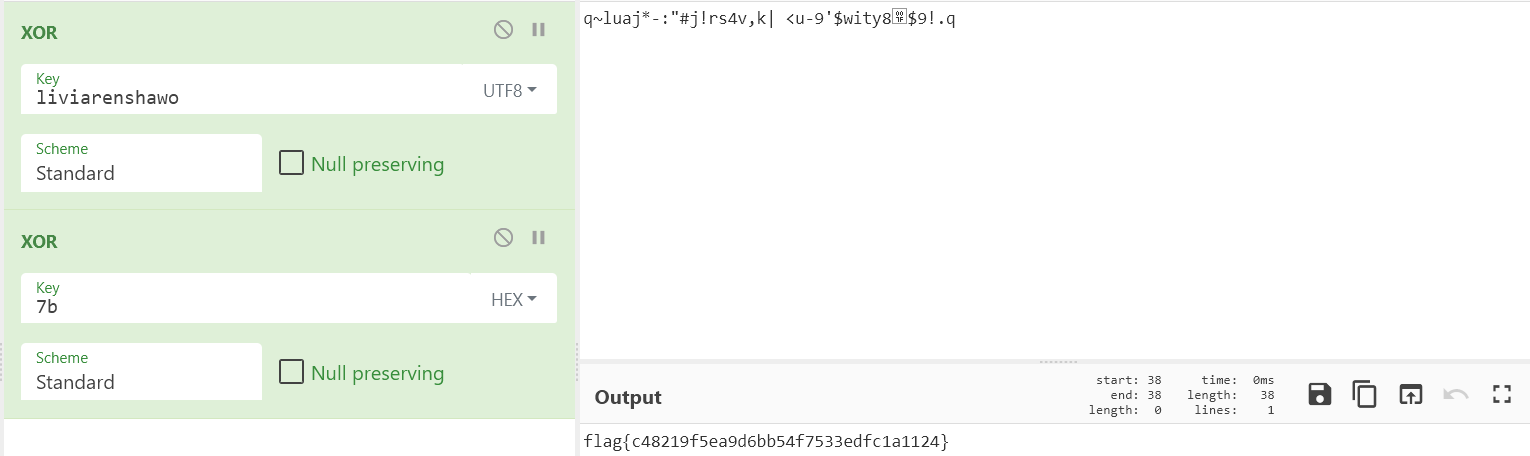 XOR
Key
liviarenshawo
UTF8
Scheme
Standard
Null preserving
XOR
Key
7b
HEX
Scheme
Standard
Null preserving
q~luaj*-:"#j!rs4v,k| <u-9'$wity8$9!.q
Output
start: 38 time: 0ms
end: 38 length: 38
length: 0 lines: 1
flag{c48219f5ea9d6bb54f7533edfc1a1124}